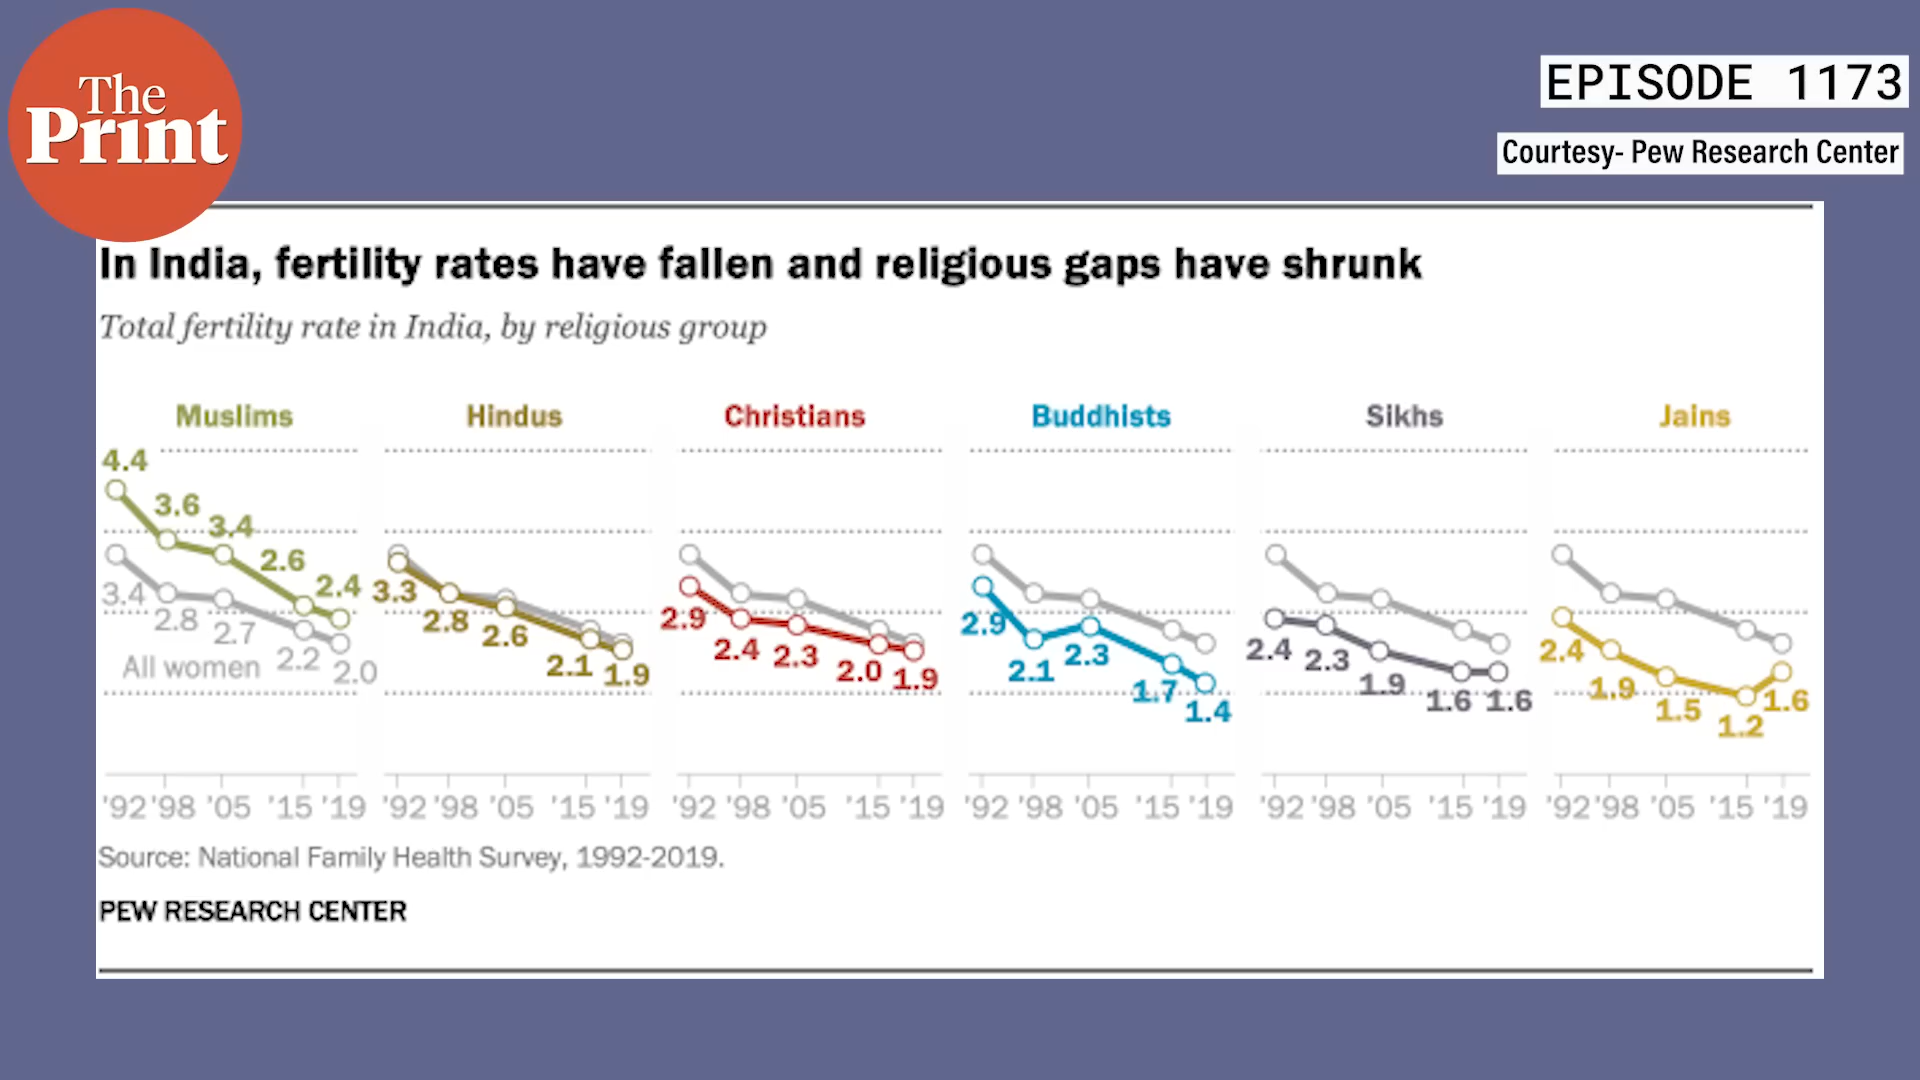 The
Print
EPISODE 1173
Courtesy- Pew Research Center
In India, fertility rates have fallen and religious gaps have shrunk
Total fertility rate in India, by religious group
Muslims Hindus Christians Buddhists Sikhs Jains
4.4 3.6 3.4 2.6 2.4
3.4 2.8 2.7 2.2 2.0
All women
3.3 2.8 2.6 2.1 1.9
2.9 2.4 2.3 2.0 1.9
2.9 2.1 2.3 1.7 1.4
2.4 2.3 1.9 1.6 1.6
2.4 1.9 1.5 1.2 1.6
'92 '98 '05 '15 '19 '92 '98 '05 '15 '19 '92 '98 '05 '15 '19 '92 '98 '05 '15 '19 '92 '98 '05 '15 '19 '92 '98 '05 '15 '19
Source: National Family Health Survey, 1992-2019.
PEW RESEARCH CENTER